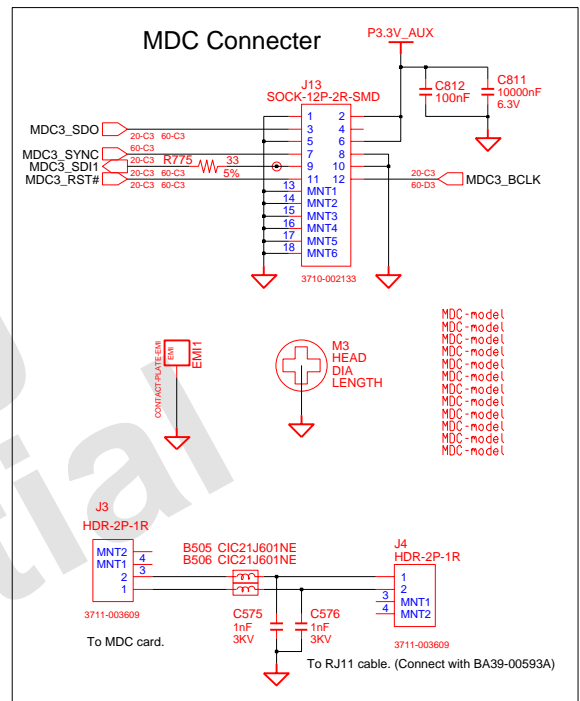 MDC Connecter
P3.3V_AUX
C812
100nF
C811
10000nF
6.3V
J13
SOCK-12P-2R-SMD
MDC3_SDO
20-C3 60-C3
MDC3_SYNC
60-C3
MDC3_SDI1
20-C3 60-C3
R775 33
5%
MDC3_RST#
20-C3 60-C3
1 2
3 4
5 6
7 8
9 10
11 12
13 MNT1
14 MNT2
15 MNT3
16 MNT4
17 MNT5
18 MNT6
20-C3
MDC3_BCLK
60-D3
3710-002133
CONTACT-PLATE-EMI
EMI
EMI1
M3
HEAD
DIA
LENGTH
MDC-model
MDC-model
MDC-model
MDC-model
MDC-model
MDC-model
MDC-model
MDC-model
MDC-model
MDC-model
MDC-model
MDC-model
J3
HDR-2P-1R
MNT2
MNT1 4
2 3
1 1
3711-003609
B505 CIC21J601NE
B506 CIC21J601NE
C575
1nF
3KV
C576
1nF
3KV
J4
HDR-2P-1R
1
2
3 MNT1
4 MNT2
3711-003609
To MDC card.
To RJ11 cable. (Connect with BA39-00593A)
tial